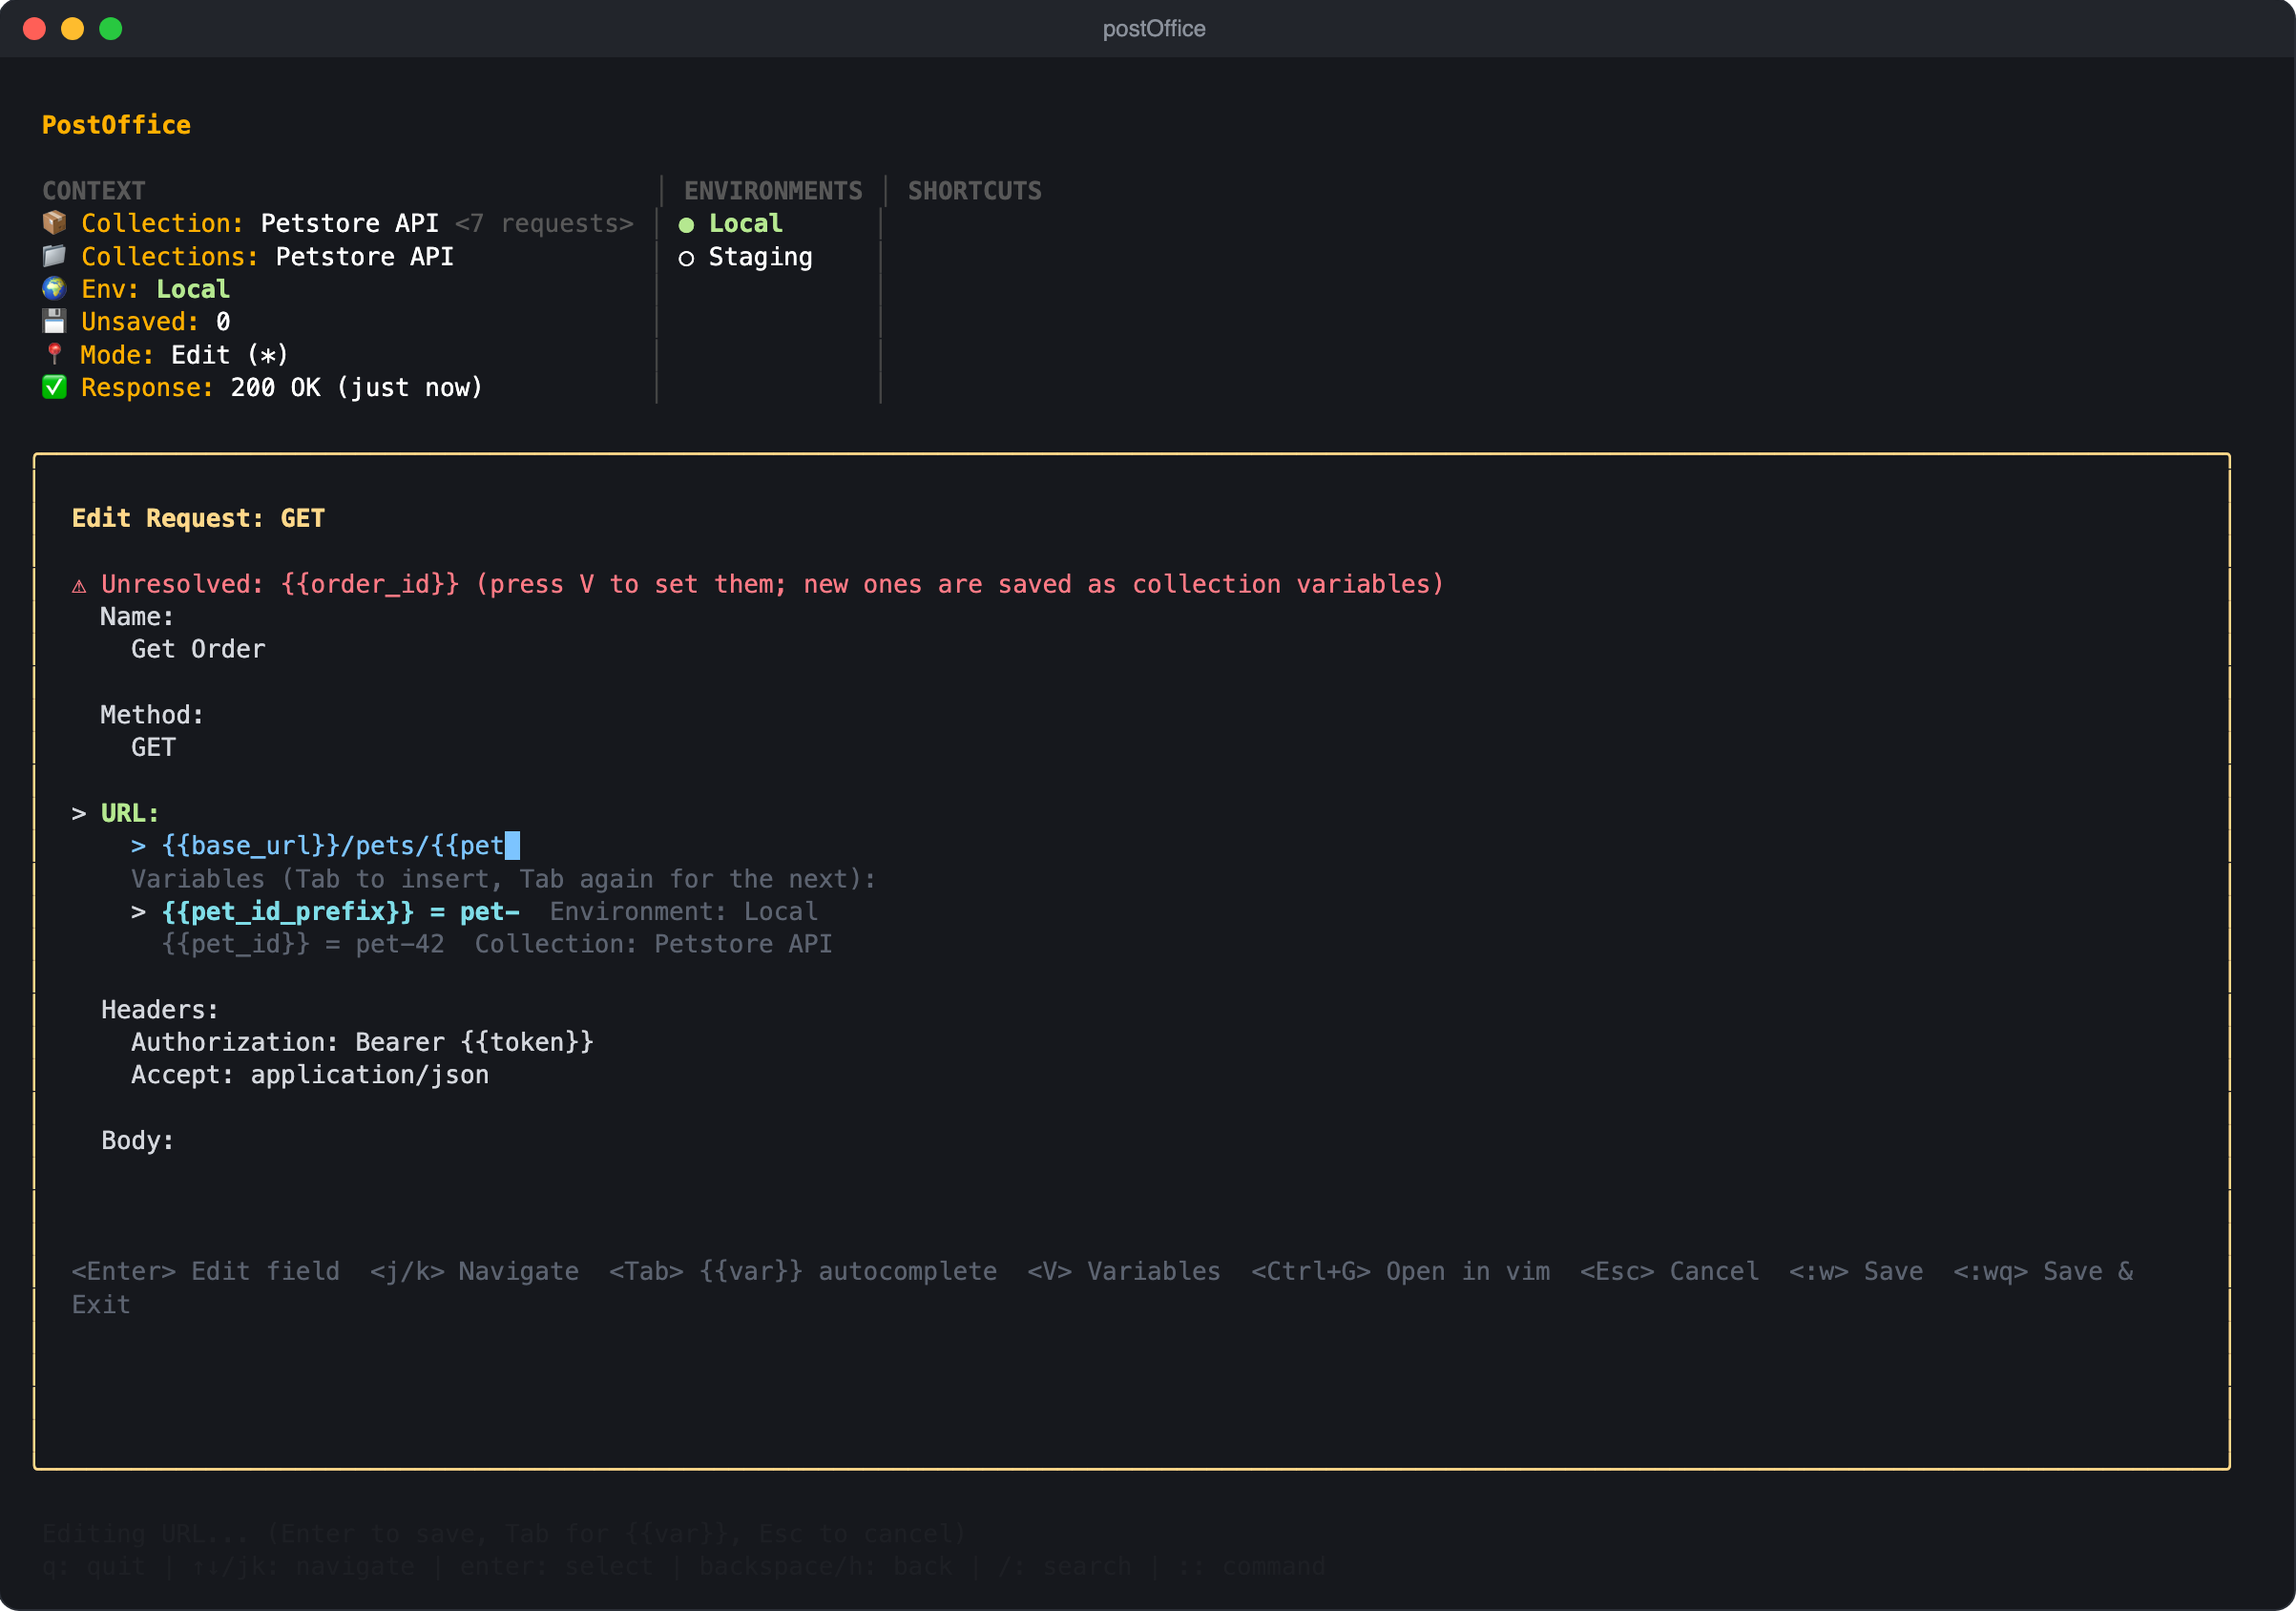 postOffice
PostOffice
CONTEXT │ ENVIRONMENTS │ SHORTCUTS
📦 Collection: Petstore API <7 requests> │ ● Local │
📁 Collections: Petstore API │ ○ Staging │
🌍 Env: Local │ │
💾 Unsaved: 0 │ │
📍 Mode: Edit (*) │ │
✅ Response: 200 OK (just now) │ │
Edit Request: GET
⚠ Unresolved: {{order_id}} (press V to set them; new ones are saved as collection variables)
Name:
Get Order
Method:
GET
> URL:
> {{base_url}}/pets/{{pet
Variables (Tab to insert, Tab again for the next):
> {{pet_id_prefix}} = pet-  Environment: Local
{{pet_id}} = pet-42  Collection: Petstore API
Headers:
Authorization: Bearer {{token}}
Accept: application/json
Body:
<Enter> Edit field  <j/k> Navigate  <Tab> {{var}} autocomplete  <V> Variables  <Ctrl+G> Open in vim  <Esc> Cancel  <:w> Save  <:wq> Save &
Exit
Editing URL... (Enter to save, Tab for {{var}}, Esc to cancel)
q: quit | ↑↓/jk: navigate | enter: select | backspace/h: back | /: search | :: command